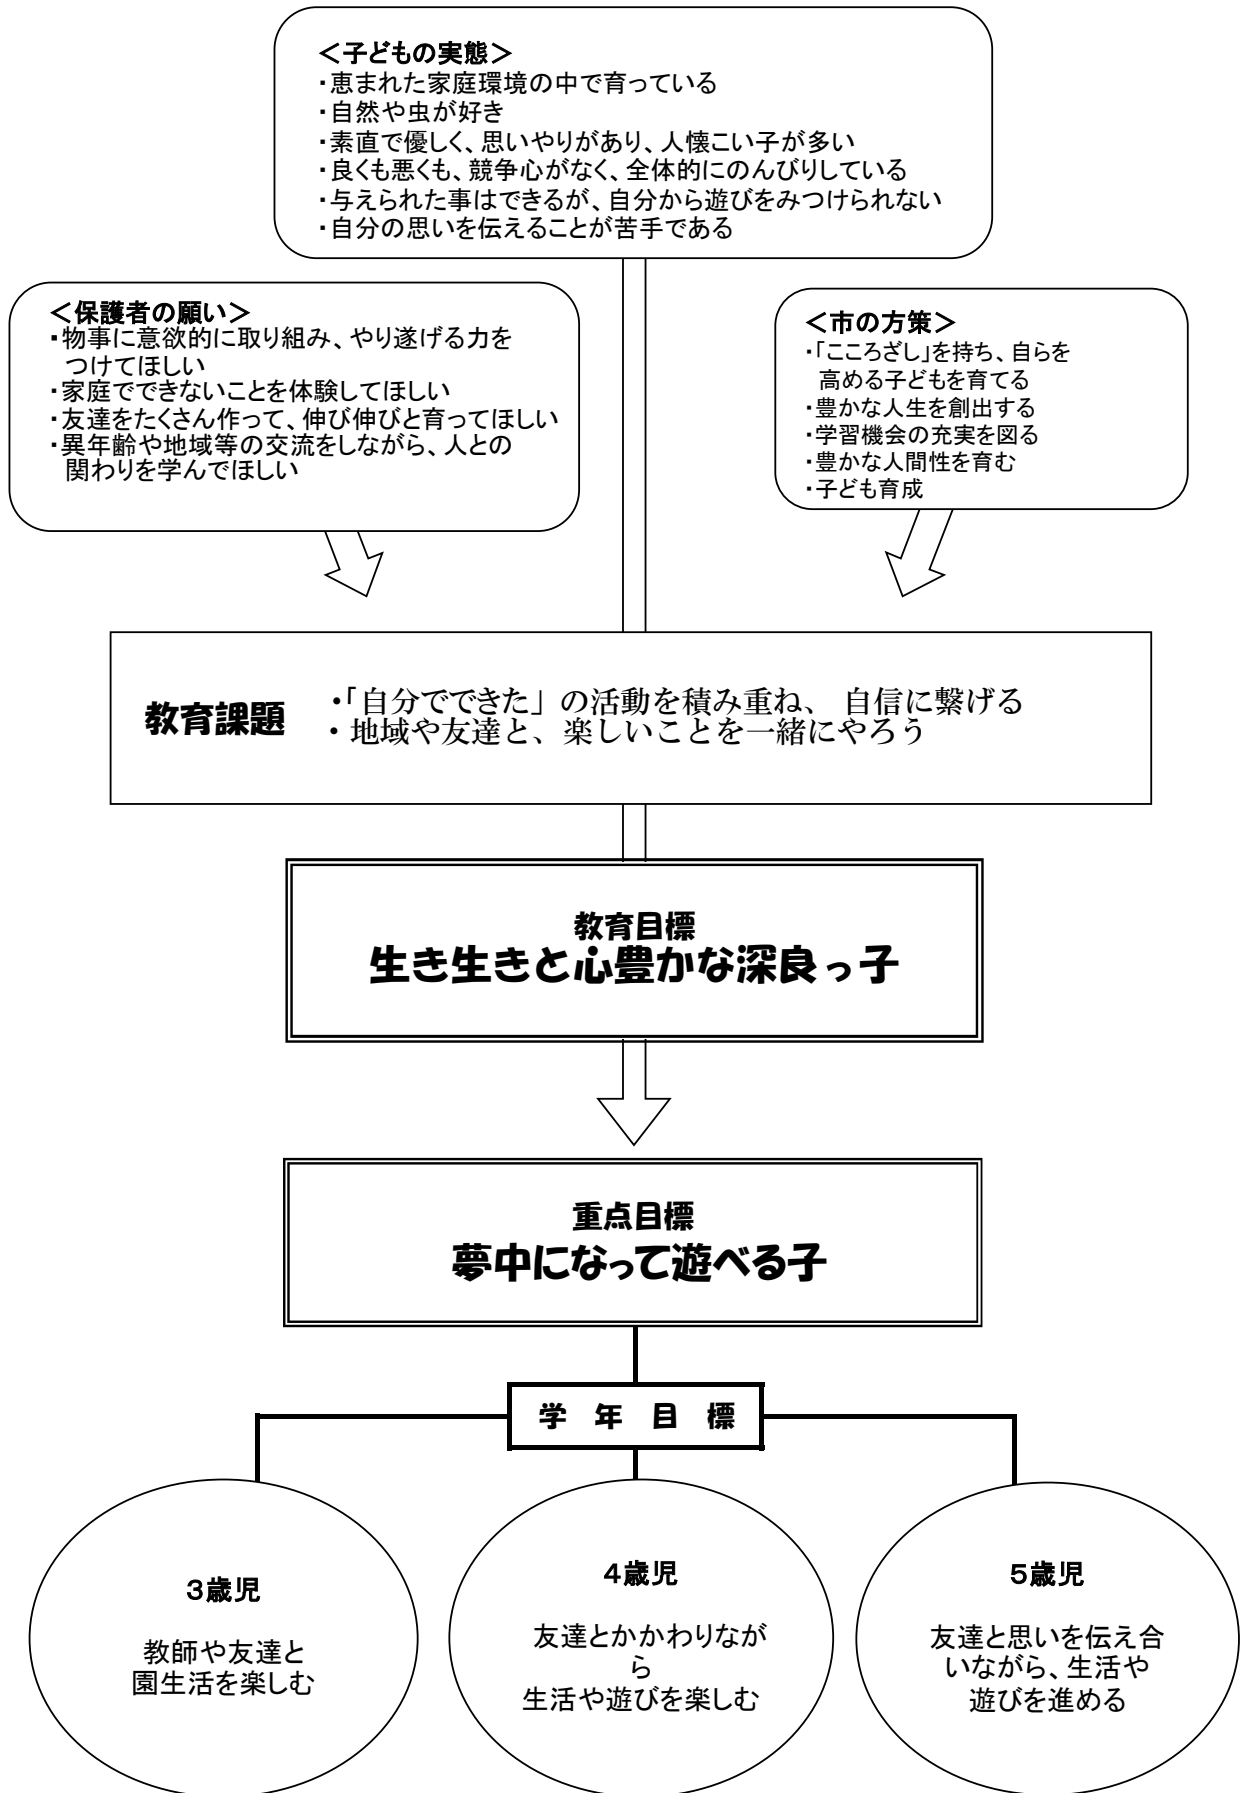 ＜子どもの実態＞
・恵まれた家庭環境の中で育っている
・自然や虫が好き
・素直で優しく、思いやりがあり、人懐こい子が多い
・良くも悪くも、競争心がなく、全体的にのんびりしている
・与えられた事はできるが、自分から遊びをみつけられない
・自分の思いを伝えることが苦手である
＜保護者の願い＞
・物事に意欲的に取り組み、やり遂げる力を
つけてほしい
・家庭でできないことを体験してほしい
・友達をたくさん作って、伸び伸びと育ってほしい
・異年齢や地域等の交流をしながら、人との
関わりを学んでほしい
＜市の方策＞
・「こころざし」を持ち、自らを
高める子どもを育てる
・豊かな人生を創出する
・学習機会の充実を図る
・豊かな人間性を育む
・子ども育成
教育課題
・「自分でできた」の活動を積み重ね、自信に繋げる
・地域や友達と、楽しいことを一緒にやろう
教育目標
生き生きと心豊かな深良っ子
重点目標
夢中になって遊べる子
学 年 目 標
３歳児
教師や友達と
園生活を楽しむ
４歳児
友達とかかわりなが
ら
生活や遊びを楽しむ
５歳児
友達と思いを伝え合
いながら、生活や
遊びを進める